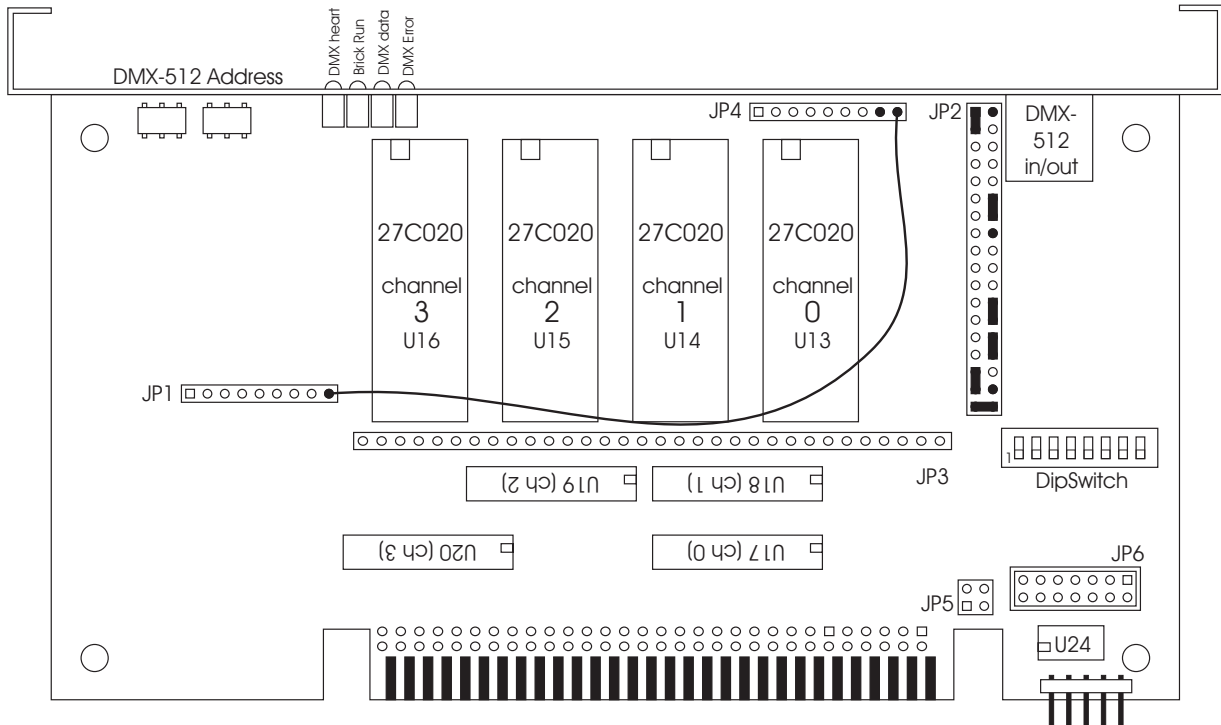 DMX heart
Brick Run
DMX data
DMX Error
DMX-512 Address
JP4
JP2
DMX-
512
in/out
27C020
channel
3
U16
27C020
channel
2
U15
27C020
channel
1
U14
27C020
channel
0
U13
JP1
JP3
1
DipSwitch
U19 (ch 2)
U18 (ch 1)
U20 (ch 3)
U17 (ch 0)
JP6
JP5
U24